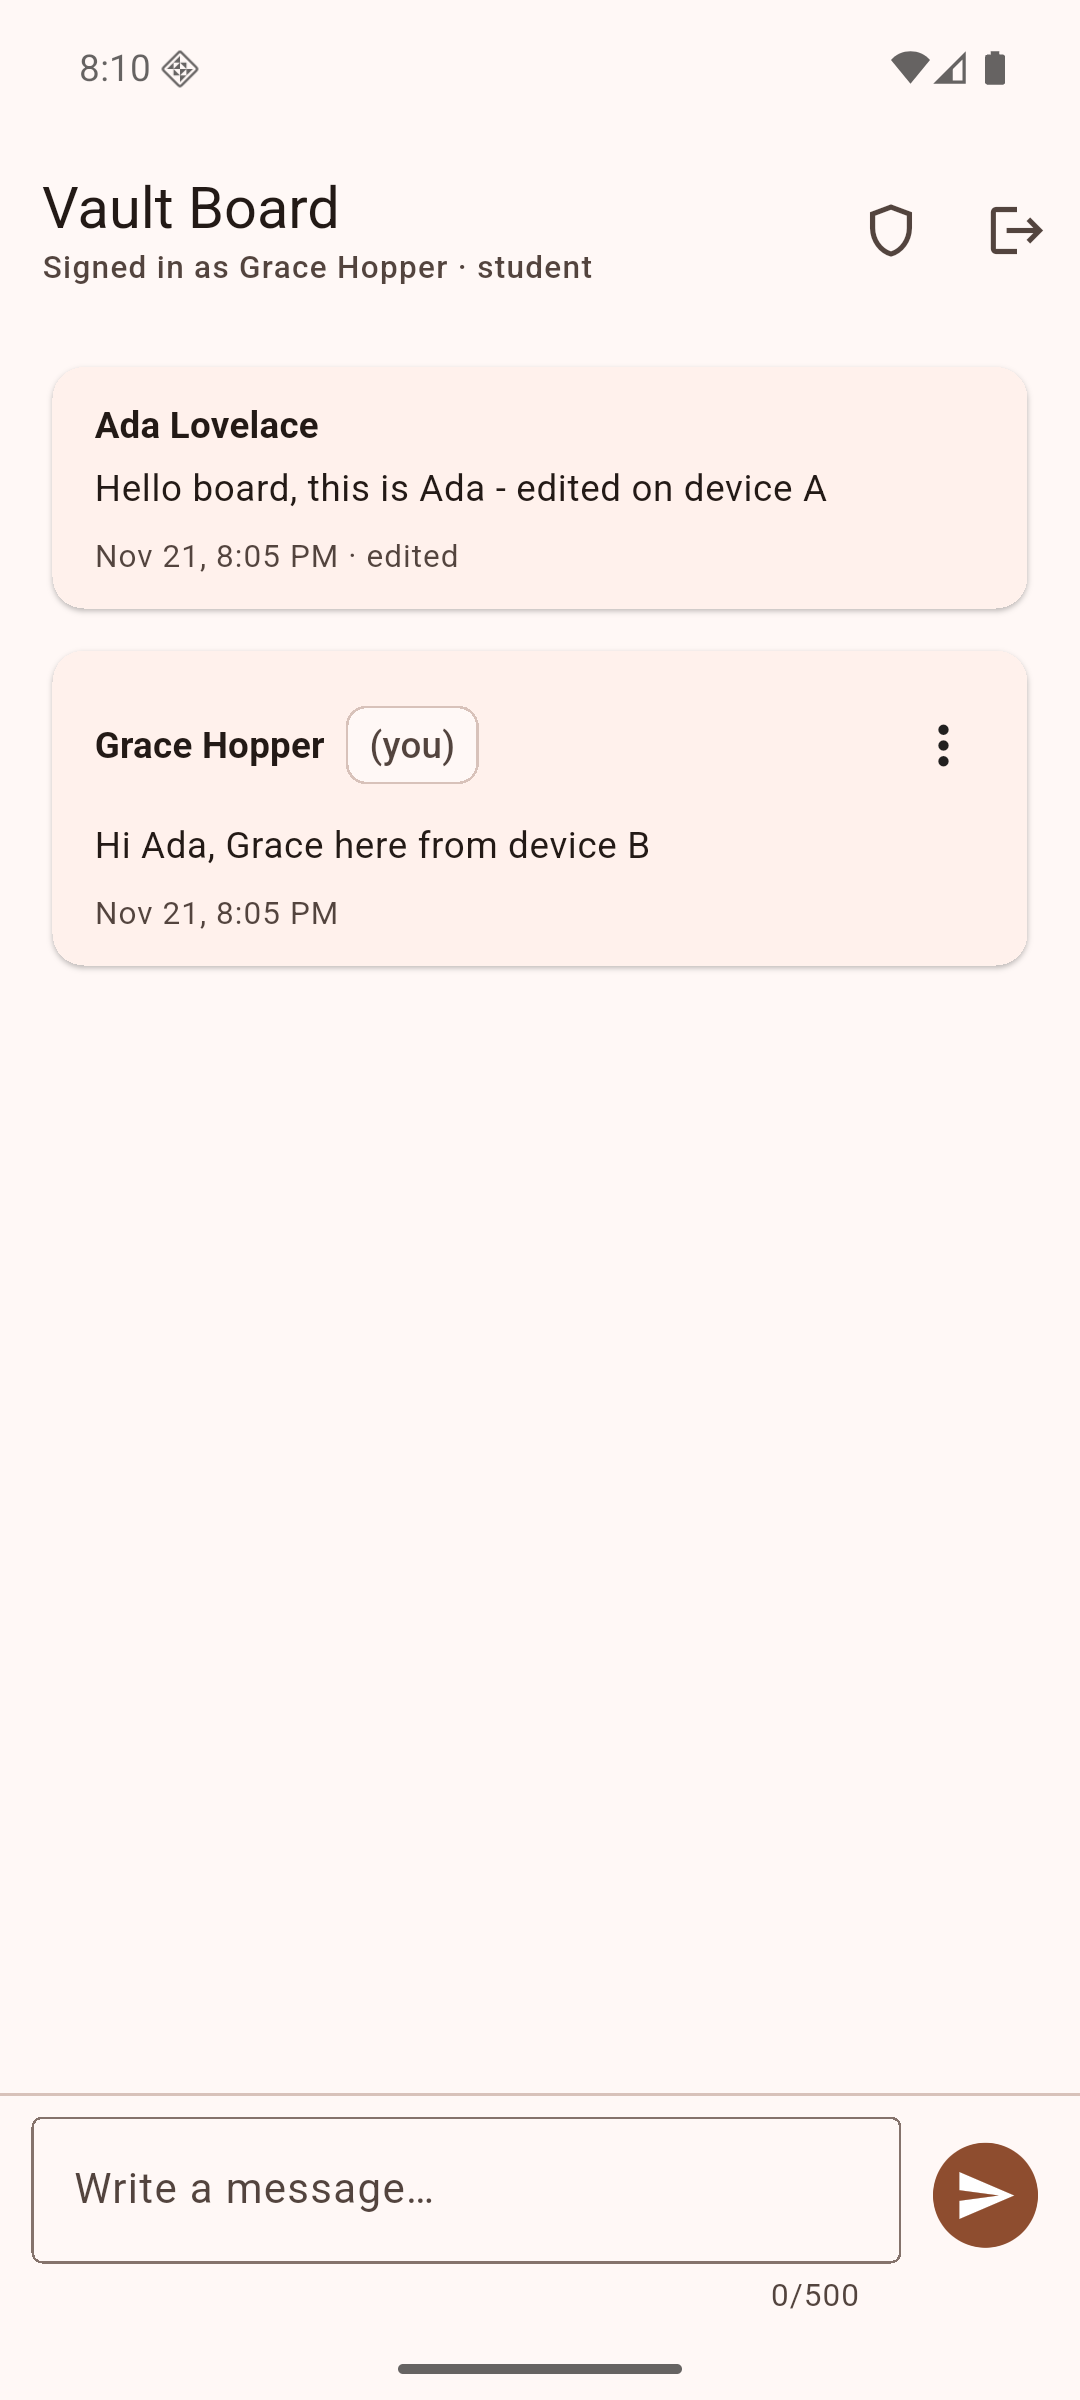 8:10
Vault Board
Signed in as Grace Hopper · student
Ada Lovelace
Hello board, this is Ada - edited on device A
Nov 21, 8:05 PM · edited
Grace Hopper (you)
Hi Ada, Grace here from device B
Nov 21, 8:05 PM
Write a message…
0/500